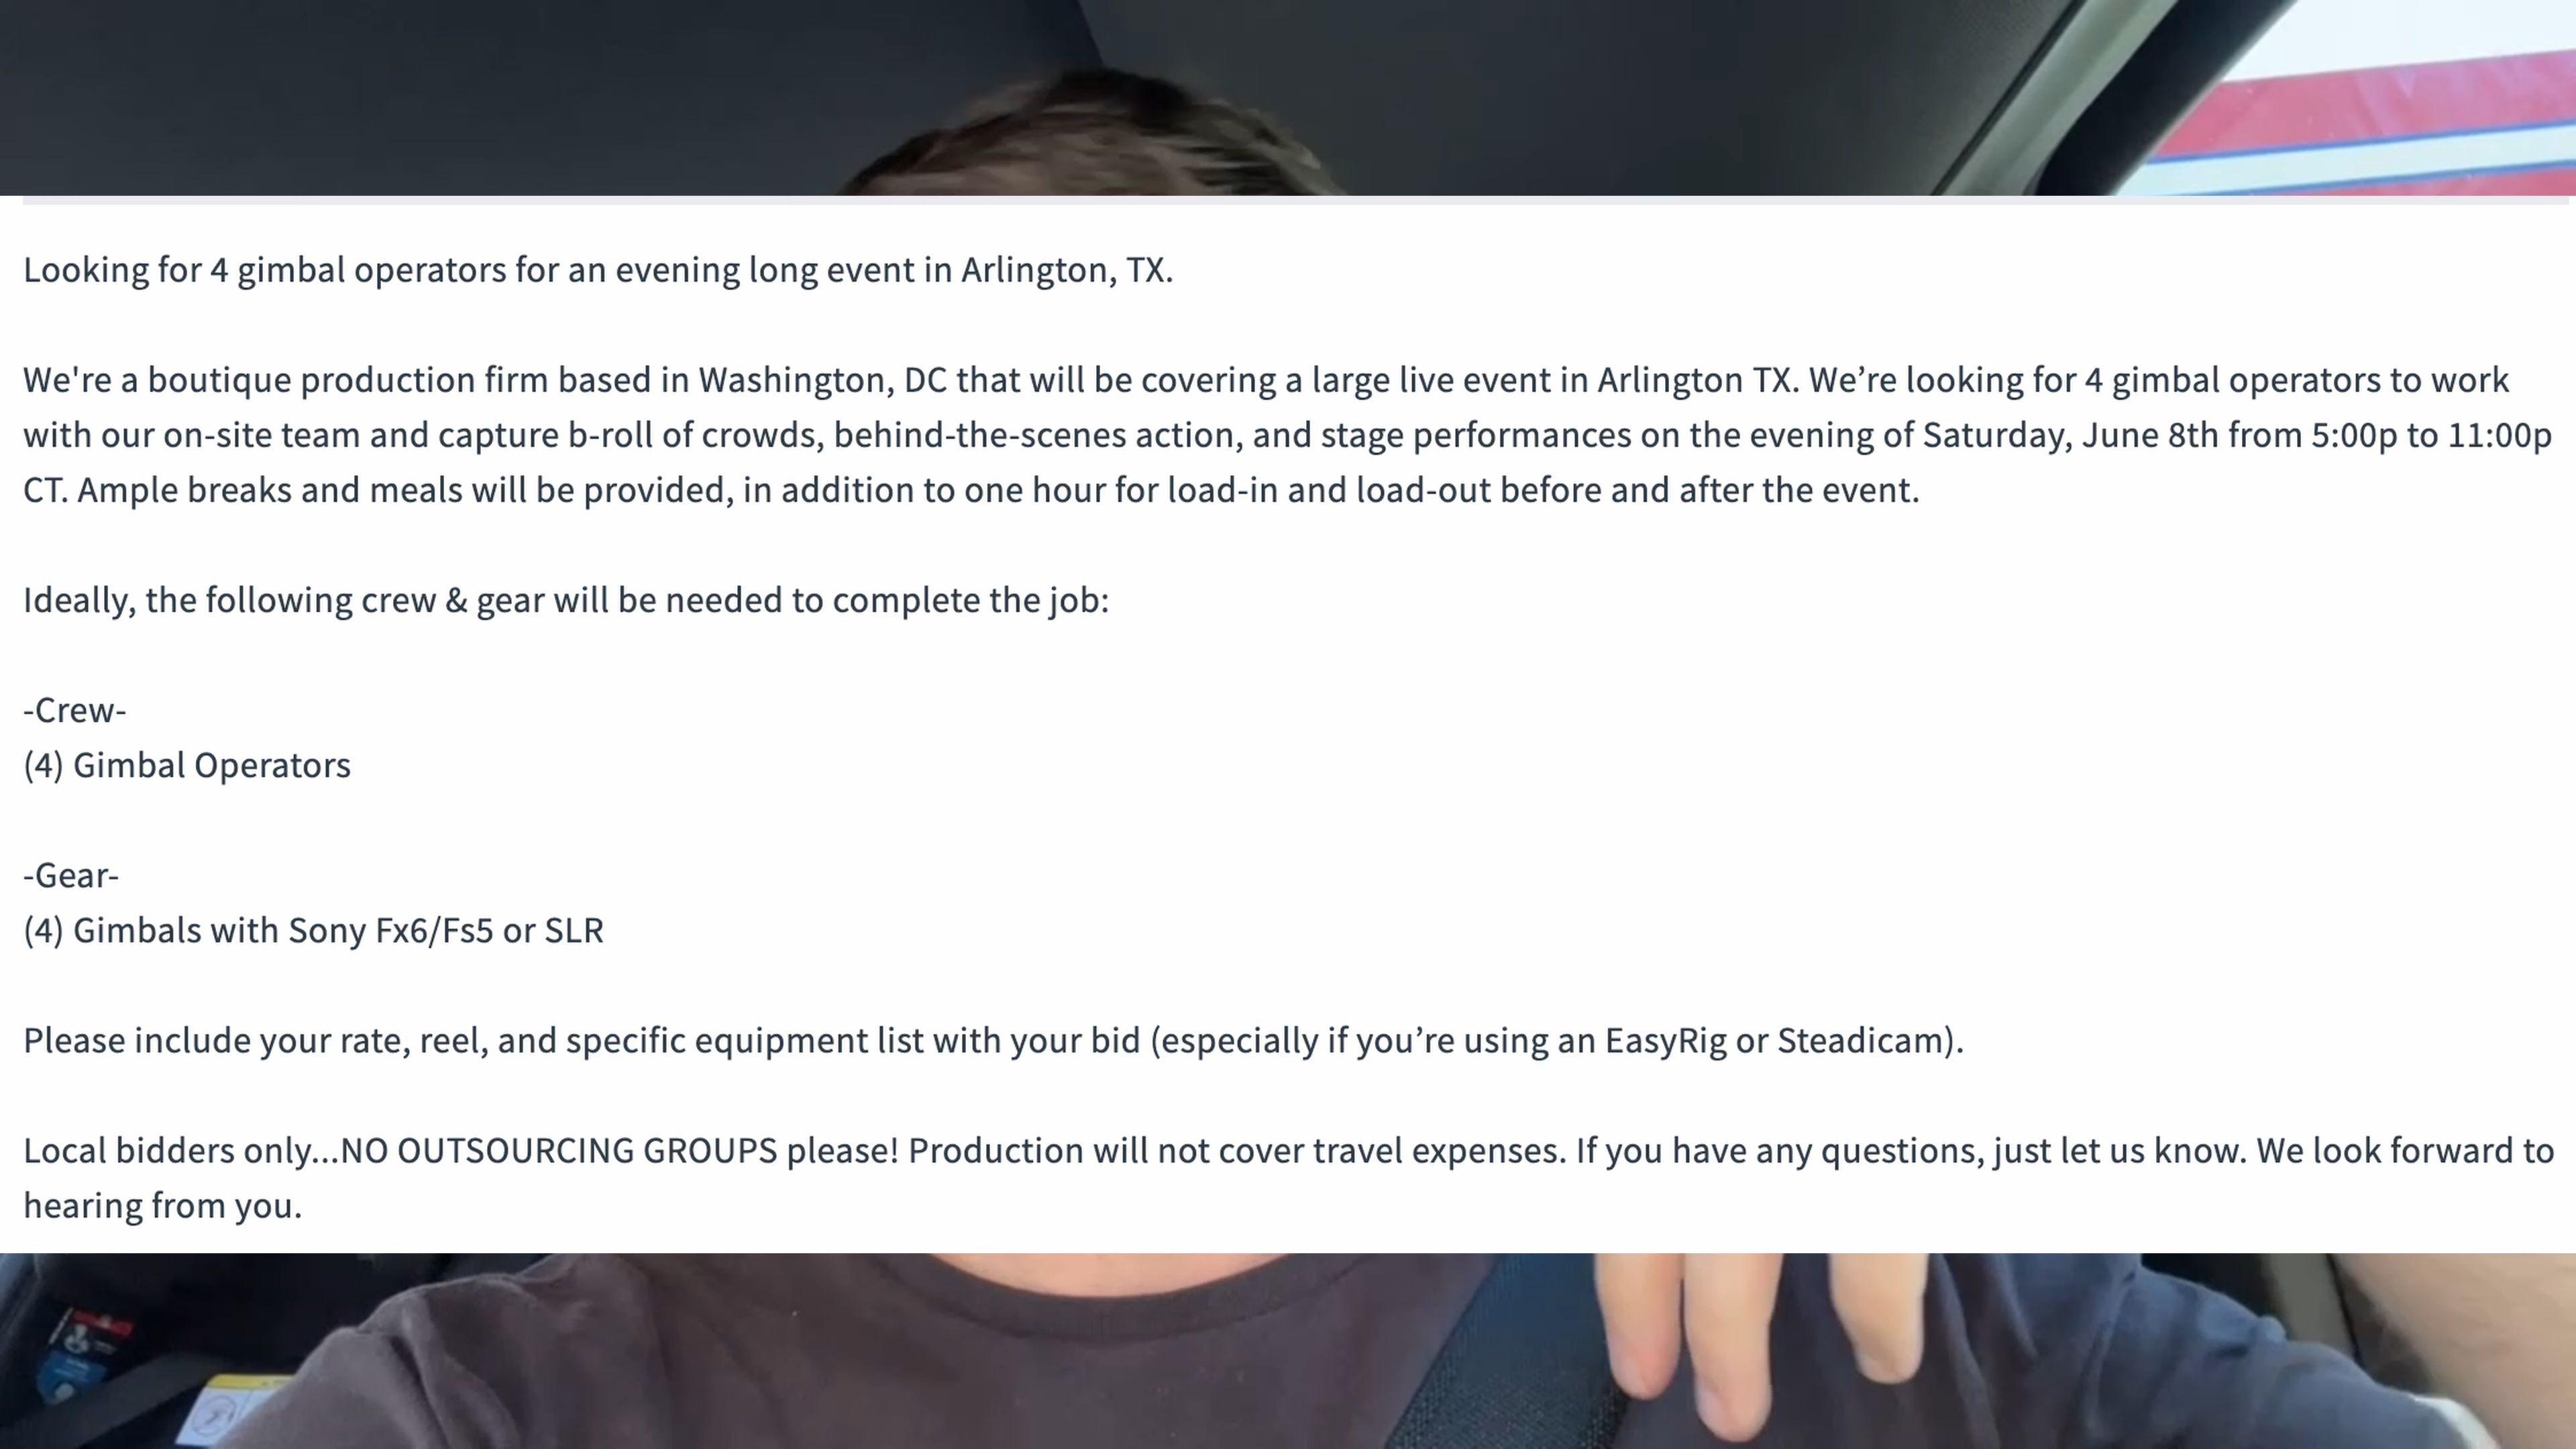 Looking for 4 gimbal operators for an evening long event in Arlington, TX.
We're a boutique production firm based in Washington, DC that will be covering a large live event in Arlington TX. We’re looking for 4 gimbal operators to work
with our on-site team and capture b-roll of crowds, behind-the-scenes action, and stage performances on the evening of Saturday, June 8th from 5:00p to 11:00p
CT. Ample breaks and meals will be provided, in addition to one hour for load-in and load-out before and after the event.
Ideally, the following crew & gear will be needed to complete the job:
-Crew-
(4) Gimbal Operators
-Gear-
(4) Gimbals with Sony Fx6/Fs5 or SLR
Please include your rate, reel, and specific equipment list with your bid (especially if you’re using an EasyRig or Steadicam).
Local bidders only...NO OUTSOURCING GROUPS please! Production will not cover travel expenses. If you have any questions, just let us know. We look forward to
hearing from you.